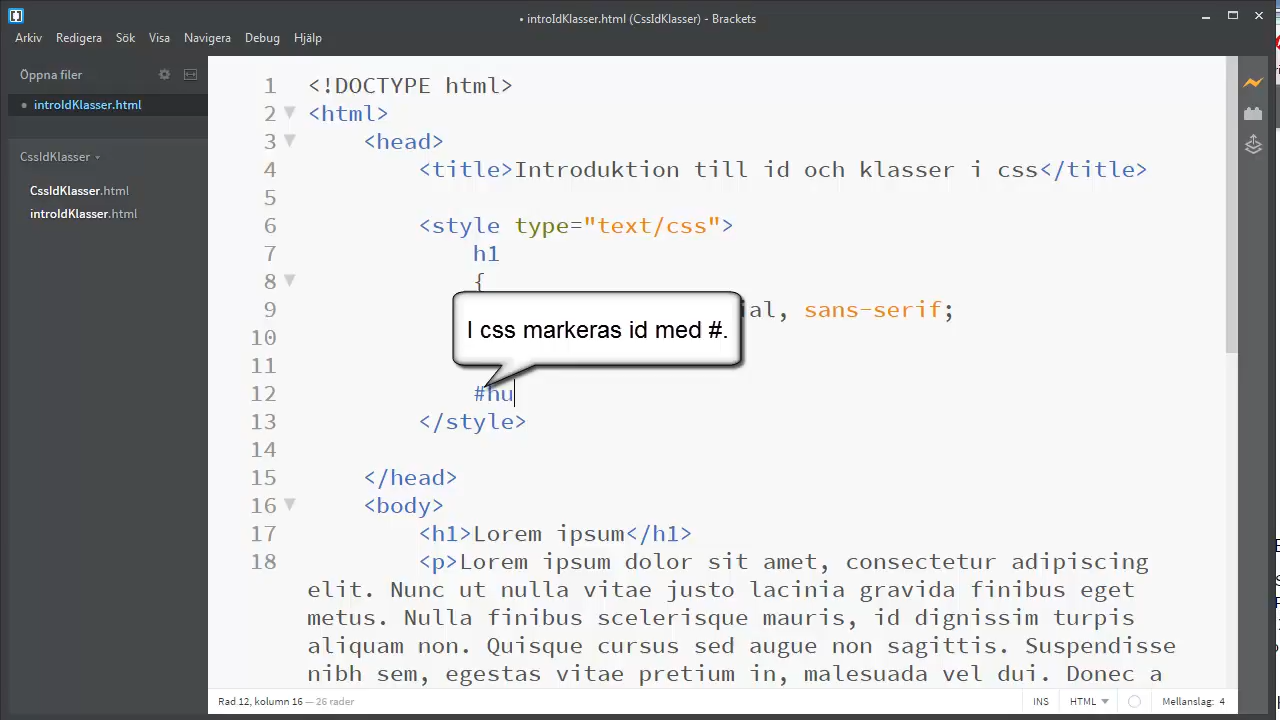 • introIdKlasser.html (CssIdKlasser) - Brackets
Arkiv Redigera Sök Visa Navigera Debug Hjälp
Öppna filer
• introIdKlasser.html
CssIdKlasser
CssIdKlasser.html
introIdKlasser.html
1 <!DOCTYPE html>
2 <html>
3 <head>
4 <title>Introduktion till id och klasser i css</title>
5
6 <style type="text/css">
7 h1
8 {
9 ial, sans-serif;
10
11
I css markeras id med #.
12 #hu
13 </style>
14
15 </head>
16 <body>
17 <h1>Lorem ipsum</h1>
18 <p>Lorem ipsum dolor sit amet, consectetur adipiscing
elit. Nunc ut nulla vitae justo lacinia gravida finibus eget
metus. Nulla finibus scelerisque mauris, id dignissim turpis
aliquam non. Quisque cursus sed augue non sagittis. Suspendisse
nibh sem, egestas vitae pretium in, malesuada vel dui. Donec a
Rad 12, kolumn 16 — 26 rader INS HTML Mellanslag: 4